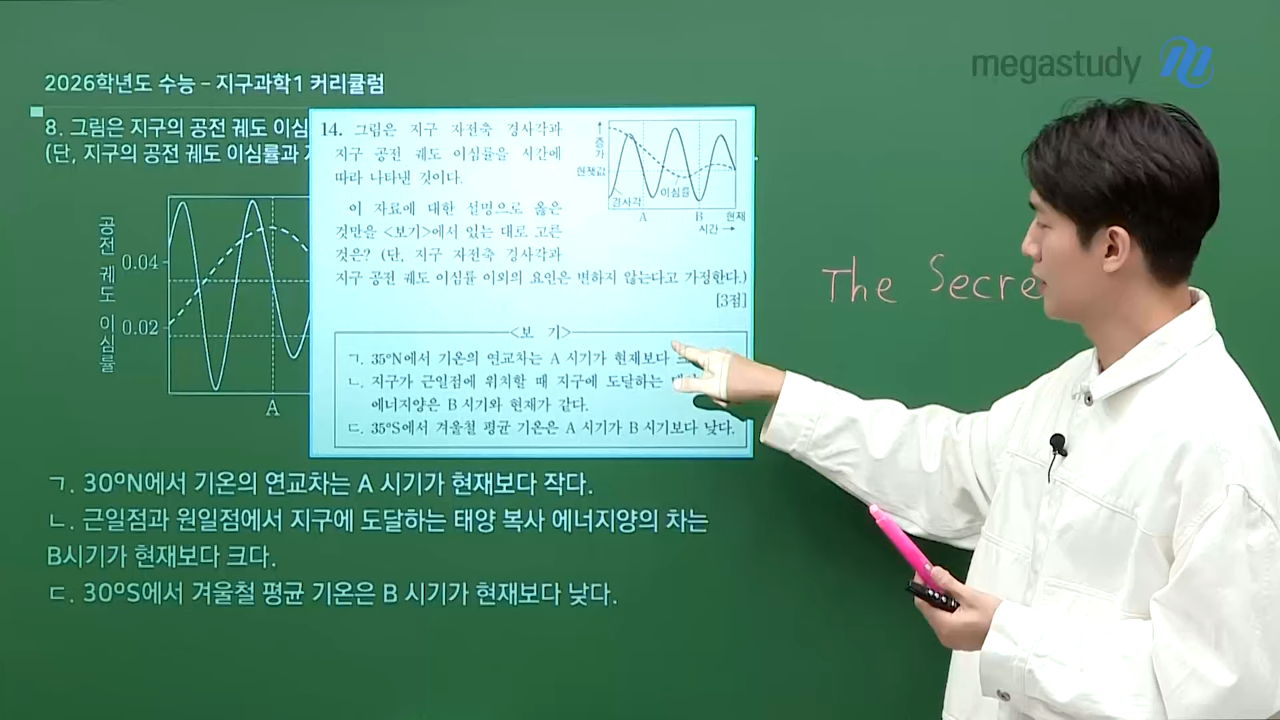 megastudy
2026학년도 수능 - 지구과학1 커리큘럼
8. 그림은 지구의 공전 궤도 이심
(단, 지구의 공전 궤도 이심률과
공전 궤도 이심률
0.04
0.02
A
14. 그림은 지구 자전축 경사각과
지구 공전 궤도 이심률을 시간에
따라 나타낸 것이다.
이 자료에 대한 설명으로 옳은
것만을 <보기>에서 있는 대로 고른
것은? (단, 지구 자전축 경사각과
지구 공전 궤도 이심률 이외의 요인은 변하지 않는다고 가정한다.)
[3점]
증가
현잿값
경사각
이심률
A B 현재
시간 →
<보 기>
ㄱ. 35°N에서 기온의 연교차는 A 시기가 현재보다
ㄴ. 지구가 근일점에 위치할 때 지구에 도달하는
에너지양은 B 시기와 현재가 같다.
ㄷ. 35°S에서 겨울철 평균 기온은 A 시기가 B 시기보다 낮다.
The Secre
ㄱ. 30°N에서 기온의 연교차는 A 시기가 현재보다 작다.
ㄴ. 근일점과 원일점에서 지구에 도달하는 태양 복사 에너지양의 차는
B시기가 현재보다 크다.
ㄷ. 30°S에서 겨울철 평균 기온은 B 시기가 현재보다 낮다.